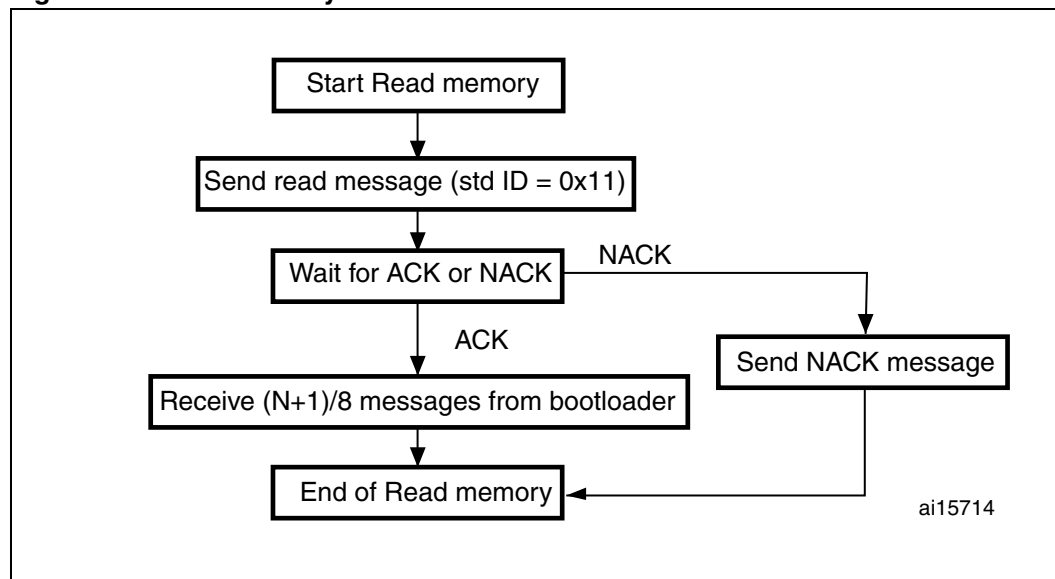 Start Read memory
Send read message (std ID = 0x11)
Wait for ACK or NACK
NACK
ACK
Send NACK message
Receive (N+1)/8 messages from bootloader
End of Read memory
ai15714